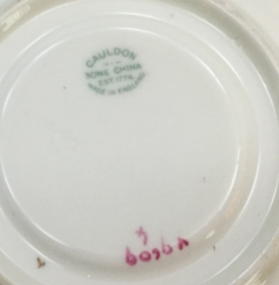 CAULDON
BONE CHINA
EST. 1774
MADE IN ENGLAND